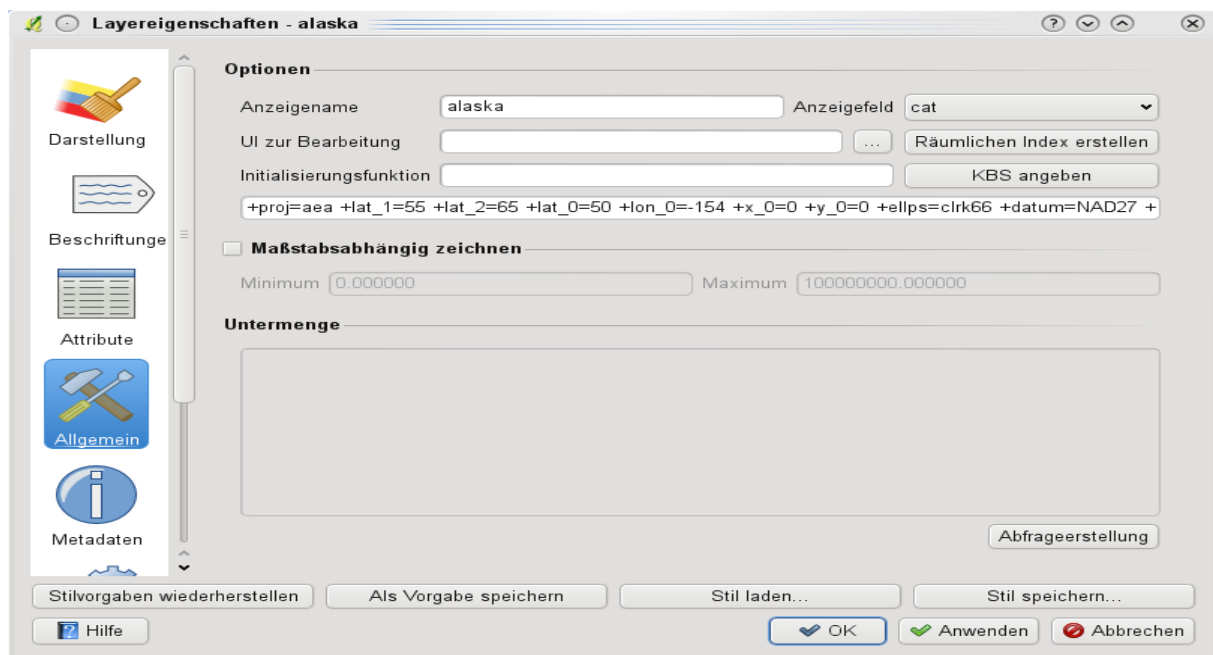 Layereigenschaften - alaska
Darstellung
Beschriftunge
Attribute
Allgemein
Metadaten
Optionen
Anzeigename alaska Anzeigefeld cat
UI zur Bearbeitung ... Räumlichen Index erstellen
Initialisierungsfunktion KBS angeben
+proj=aea +lat_1=55 +lat_2=65 +lat_0=50 +lon_0=-154 +x_0=0 +y_0=0 +ellps=clrk66 +datum=NAD27 +
Maßstabsabhängig zeichnen
Minimum 0.000000 Maximum 100000000.000000
Untermenge
Abfrageerstellung
Stilvorgaben wiederherstellen Als Vorgabe speichern Stil laden... Stil speichern...
Hilfe OK Anwenden Abbrechen